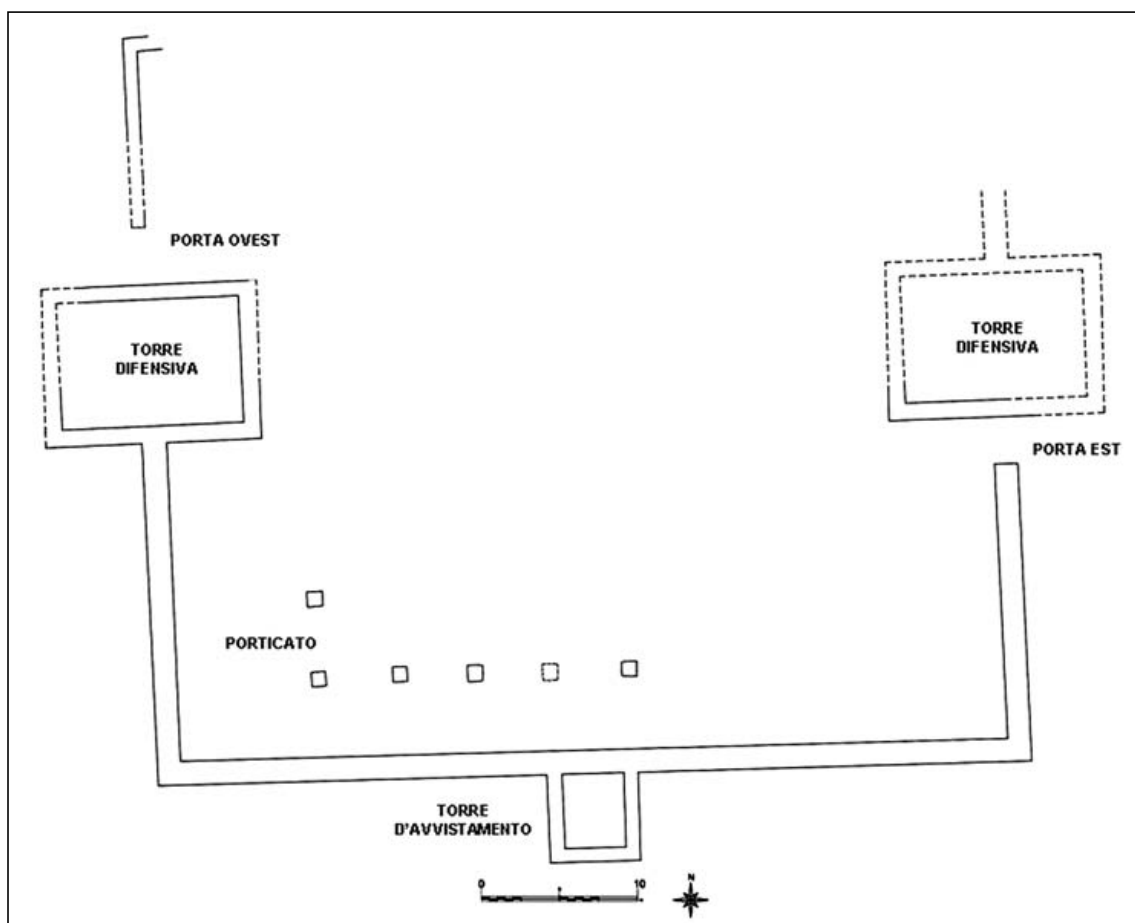 PORTA OVEST
TORRE
DIFENSIVA
TORRE
DIFENSIVA
PORTA EST
PORTICATO
TORRE
D'AVVISTAMENTO
0 10
N